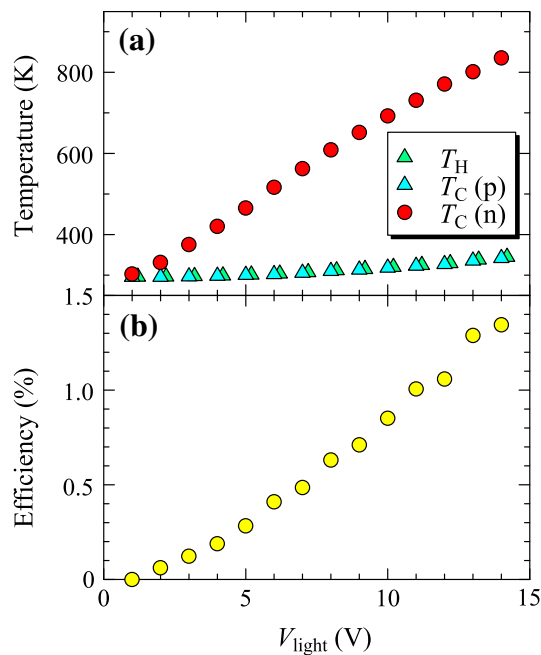 (a)
800
600
400
Temperature (K)
T_H
T_C (p)
T_C (n)
(b)
1.5
1.0
0.5
0
Efficiency (%)
0 5 10 15
V_light (V)